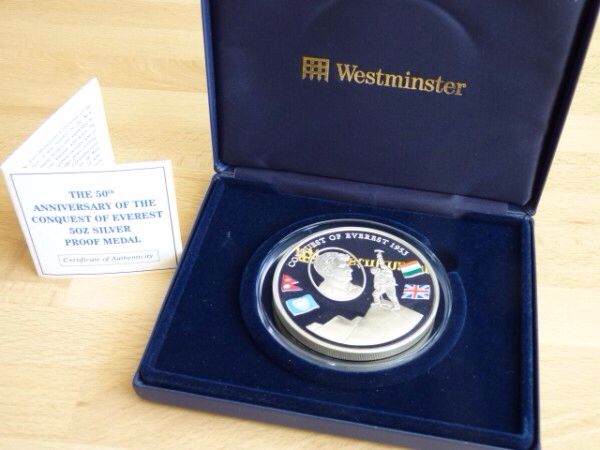 Westminster
THE 50th
ANNIVERSARY OF THE
CONQUEST OF EVEREST
5OZ SILVER
PROOF MEDAL
Certificate of Authenticity
CONQUEST OF EVEREST 1953